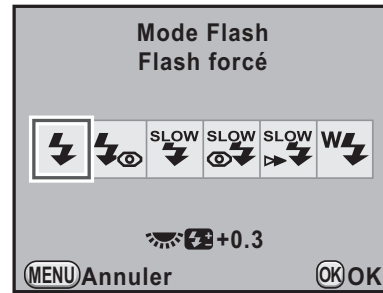 Mode Flash
Flash forcé
SLOW SLOW SLOW W
+0.3
MENU Annuler OK OK